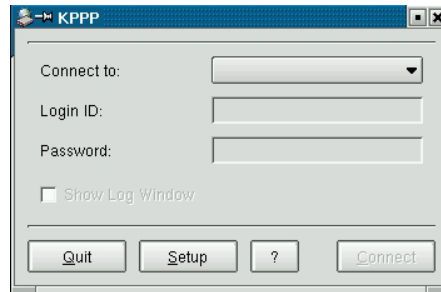 KPPP
Connect to:
Login ID:
Password:
Show Log Window
Quit Setup ? Connect